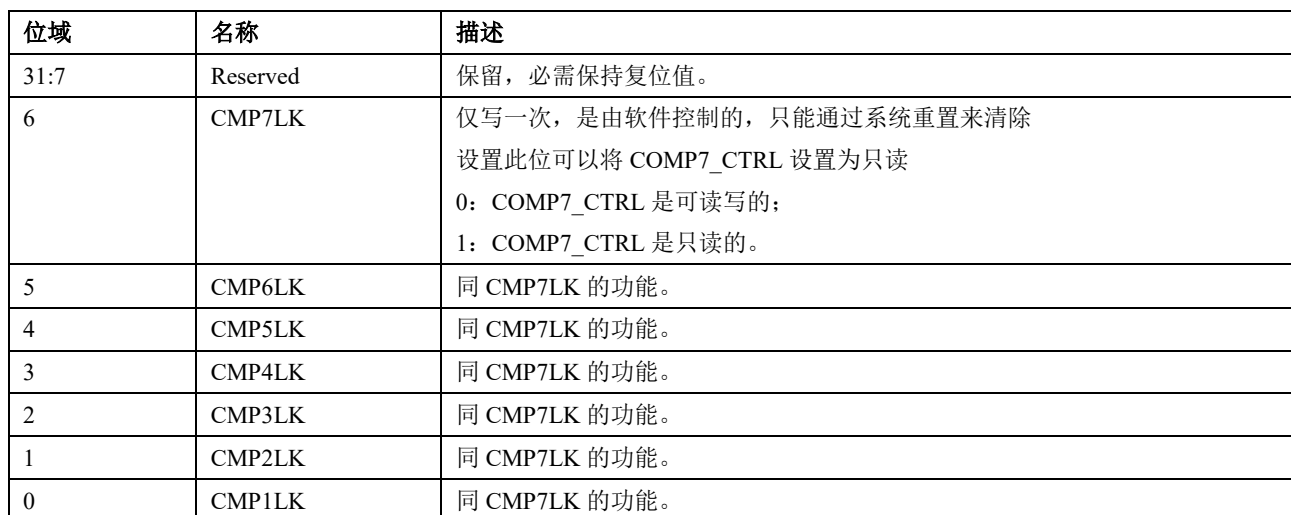 位域 名称 描述
31:7 Reserved 保留，必需保持复位值。
6 CMP7LK 仅写一次，是由软件控制的，只能通过系统重置来清除
设置此位可以将 COMP7_CTRL 设置为只读
0：COMP7_CTRL 是可读写的；
1：COMP7_CTRL 是只读的。
5 CMP6LK 同 CMP7LK 的功能。
4 CMP5LK 同 CMP7LK 的功能。
3 CMP4LK 同 CMP7LK 的功能。
2 CMP3LK 同 CMP7LK 的功能。
1 CMP2LK 同 CMP7LK 的功能。
0 CMP1LK 同 CMP7LK 的功能。